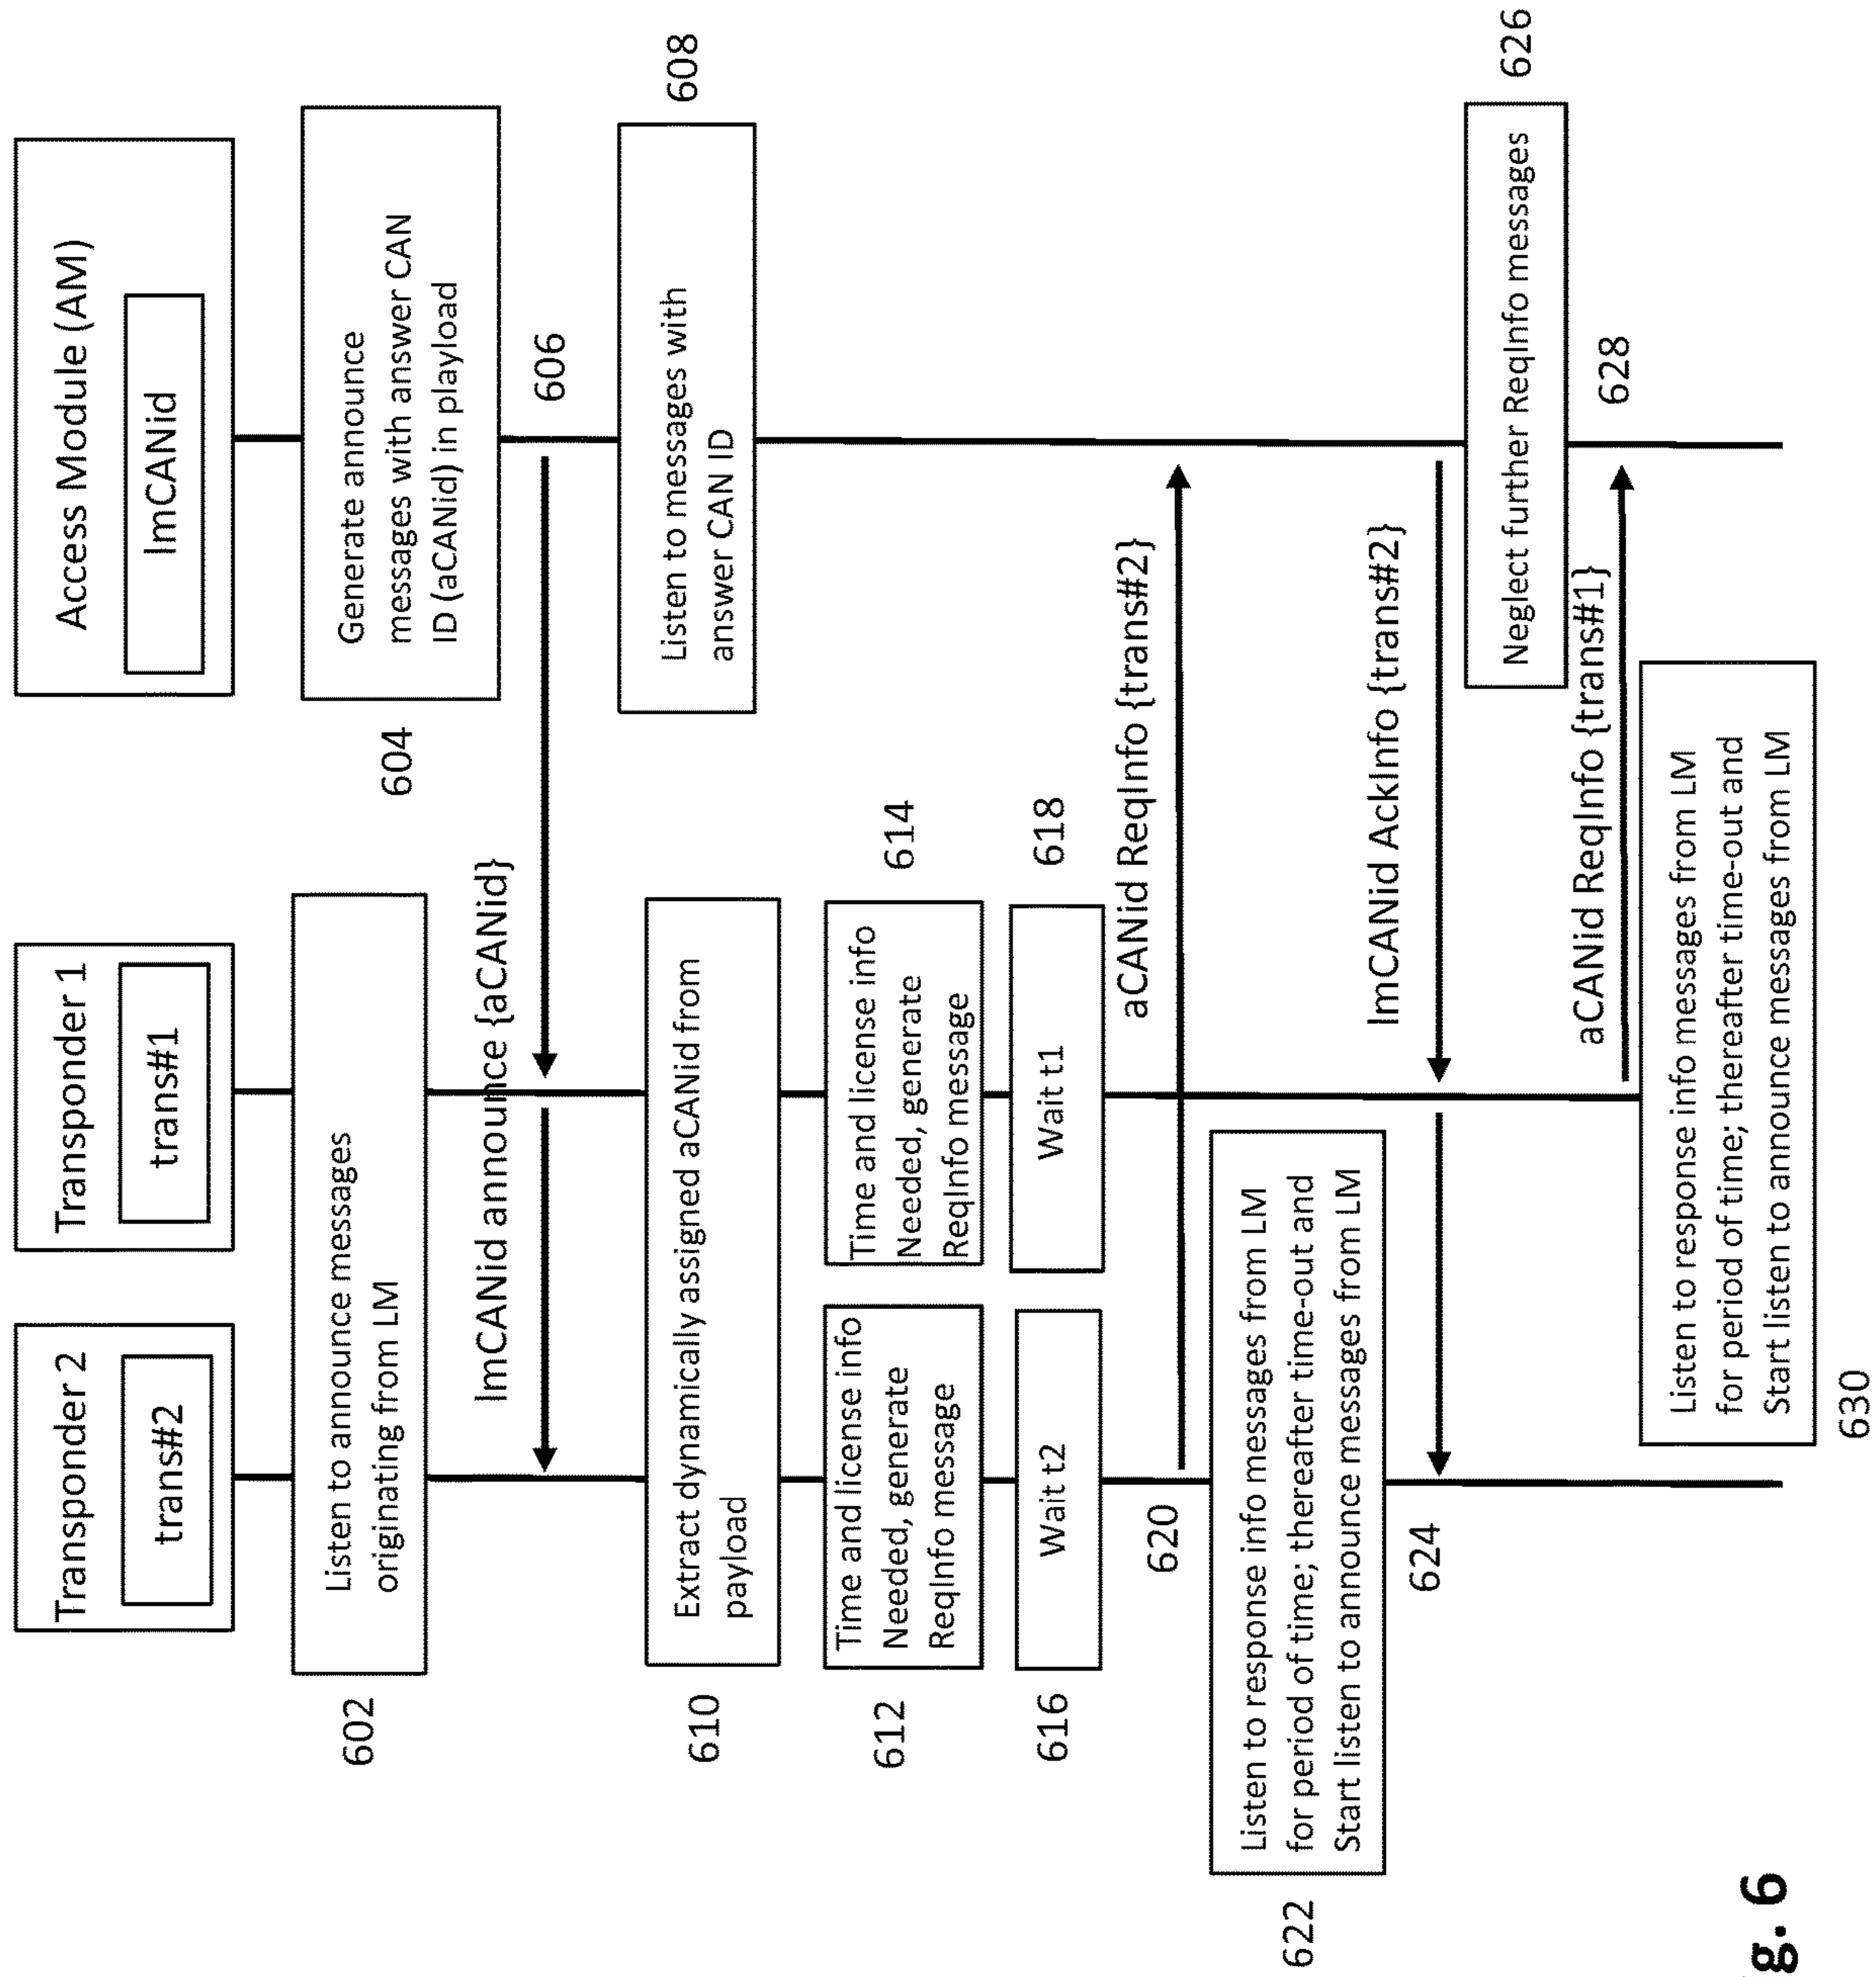 Transponder 2
trans#2
Transponder 1
trans#1
Access Module (AM)
lmCANid
Listen to announce messages
originating from LM
602
Generate announce
messages with answer CAN
ID (aCANid) in playload
604
lmCANid announce {aCANid}
606
Listen to messages with
answer CAN ID
608
Extract dynamically assigned aCANid from
payload
610
Time and license info
Needed, generate
ReqInfo message
612
Time and license info
Needed, generate
ReqInfo message
614
Wait t2
616
Wait t1
618
aCANid ReqInfo {trans#2}
620
Listen to response info messages from LM
for period of time; thereafter time-out and
Start listen to announce messages from LM
622
lmCANid AckInfo {trans#2}
624
Neglect further ReqInfo messages
626
aCANid ReqInfo {trans#1}
628
Listen to response info messages from LM
for period of time; thereafter time-out and
Start listen to announce messages from LM
630
g. 6